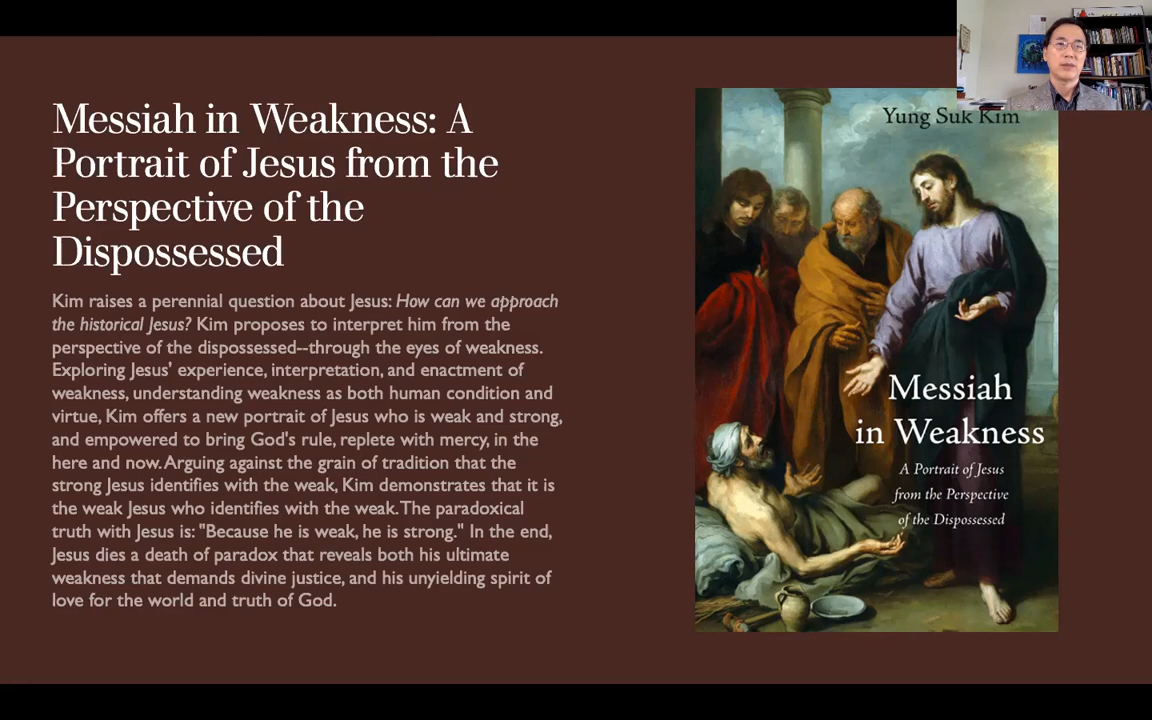 Messiah in Weakness: A
Portrait of Jesus from the
Perspective of the
Dispossessed
Kim raises a perennial question about Jesus: How can we approach
the historical Jesus? Kim proposes to interpret him from the
perspective of the dispossessed--through the eyes of weakness.
Exploring Jesus' experience, interpretation, and enactment of
weakness, understanding weakness as both human condition and
virtue, Kim offers a new portrait of Jesus who is weak and strong,
and empowered to bring God's rule, replete with mercy, in the
here and now. Arguing against the grain of tradition that the
strong Jesus identifies with the weak, Kim demonstrates that it is
the weak Jesus who identifies with the weak. The paradoxical
truth with Jesus is: "Because he is weak, he is strong." In the end,
Jesus dies a death of paradox that reveals both his ultimate
weakness that demands divine justice, and his unyielding spirit of
love for the world and truth of God.
Yung Suk Kim
Messiah
in Weakness
A Portrait of Jesus
from the Perspective
of the Dispossessed